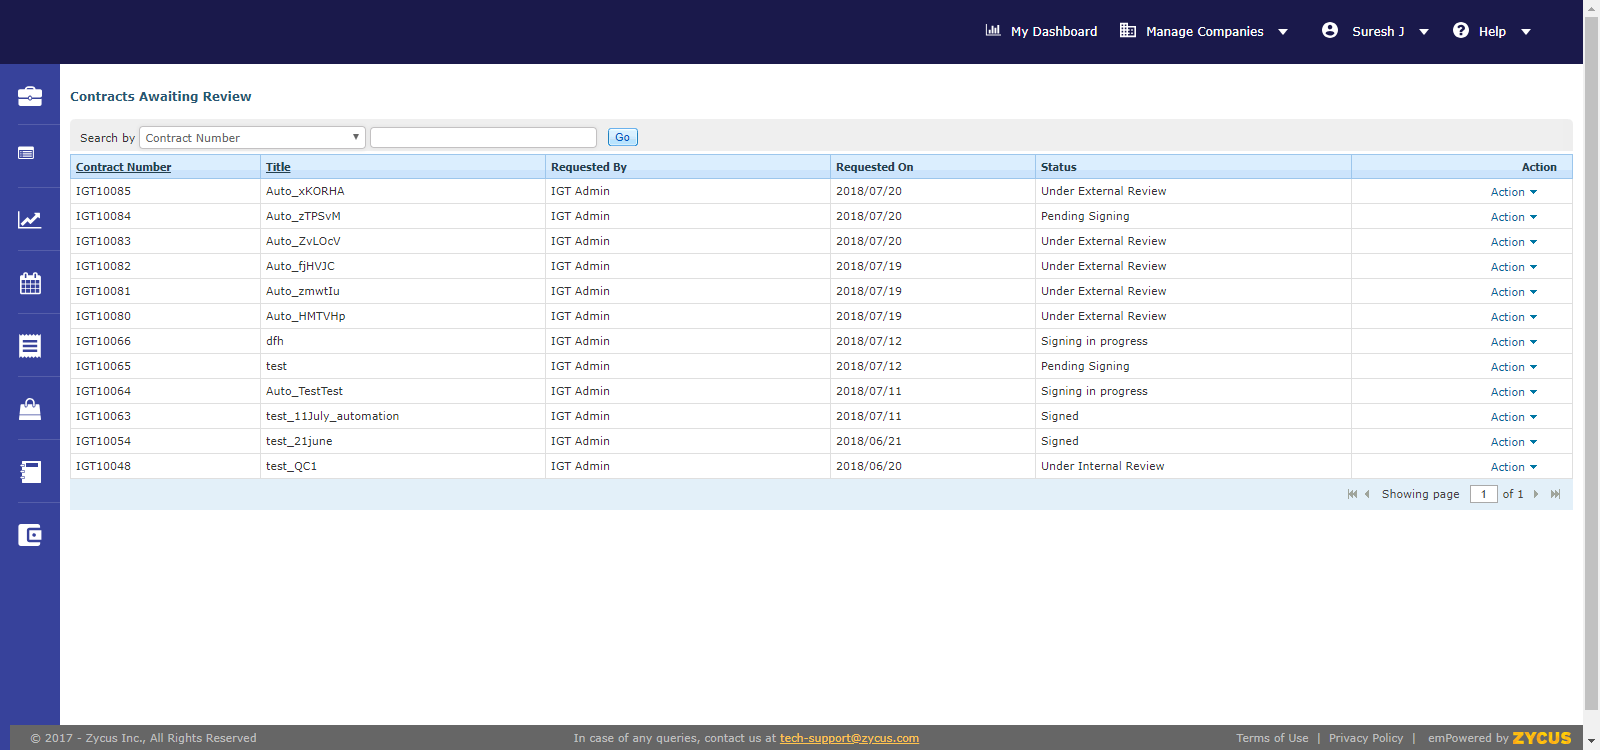 My Dashboard Manage Companies Suresh J Help
Contracts Awaiting Review
Search by Contract Number Go
Contract Number Title Requested By Requested On Status Action
IGT10085 Auto_xKORHA IGT Admin 2018/07/20 Under External Review Action
IGT10084 Auto_zTPSvM IGT Admin 2018/07/20 Pending Signing Action
IGT10083 Auto_ZvLOcV IGT Admin 2018/07/20 Under External Review Action
IGT10082 Auto_fjHVJC IGT Admin 2018/07/19 Under External Review Action
IGT10081 Auto_zmwtIu IGT Admin 2018/07/19 Under External Review Action
IGT10080 Auto_HMTVHp IGT Admin 2018/07/19 Under External Review Action
IGT10066 dfh IGT Admin 2018/07/12 Signing in progress Action
IGT10065 test IGT Admin 2018/07/12 Pending Signing Action
IGT10064 Auto_TestTest IGT Admin 2018/07/11 Signing in progress Action
IGT10063 test_11July_automation IGT Admin 2018/07/11 Signed Action
IGT10054 test_21june IGT Admin 2018/06/21 Signed Action
IGT10048 test_QC1 IGT Admin 2018/06/20 Under Internal Review Action
Showing page 1 of 1
© 2017 - Zycus Inc., All Rights Reserved In case of any queries, contact us at tech-support@zycus.com Terms of Use | Privacy Policy | emPowered by ZYCUS